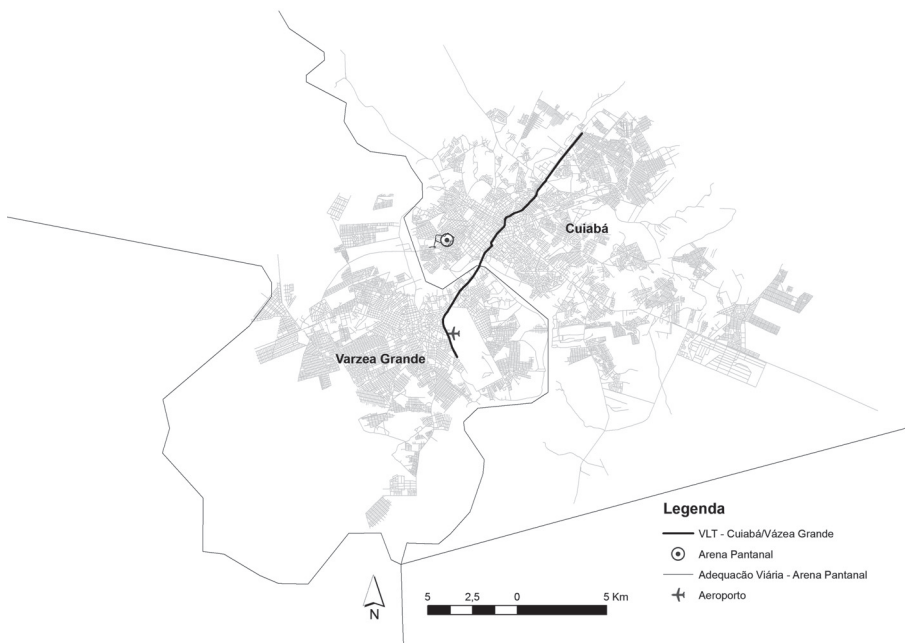 Cuiabá
Varzea Grande
Legenda
VLT - Cuiabá/Vázea Grande
Arena Pantanal
Adequacão Viária - Arena Pantanal
Aeroporto
N
5 2,5 0 5 Km